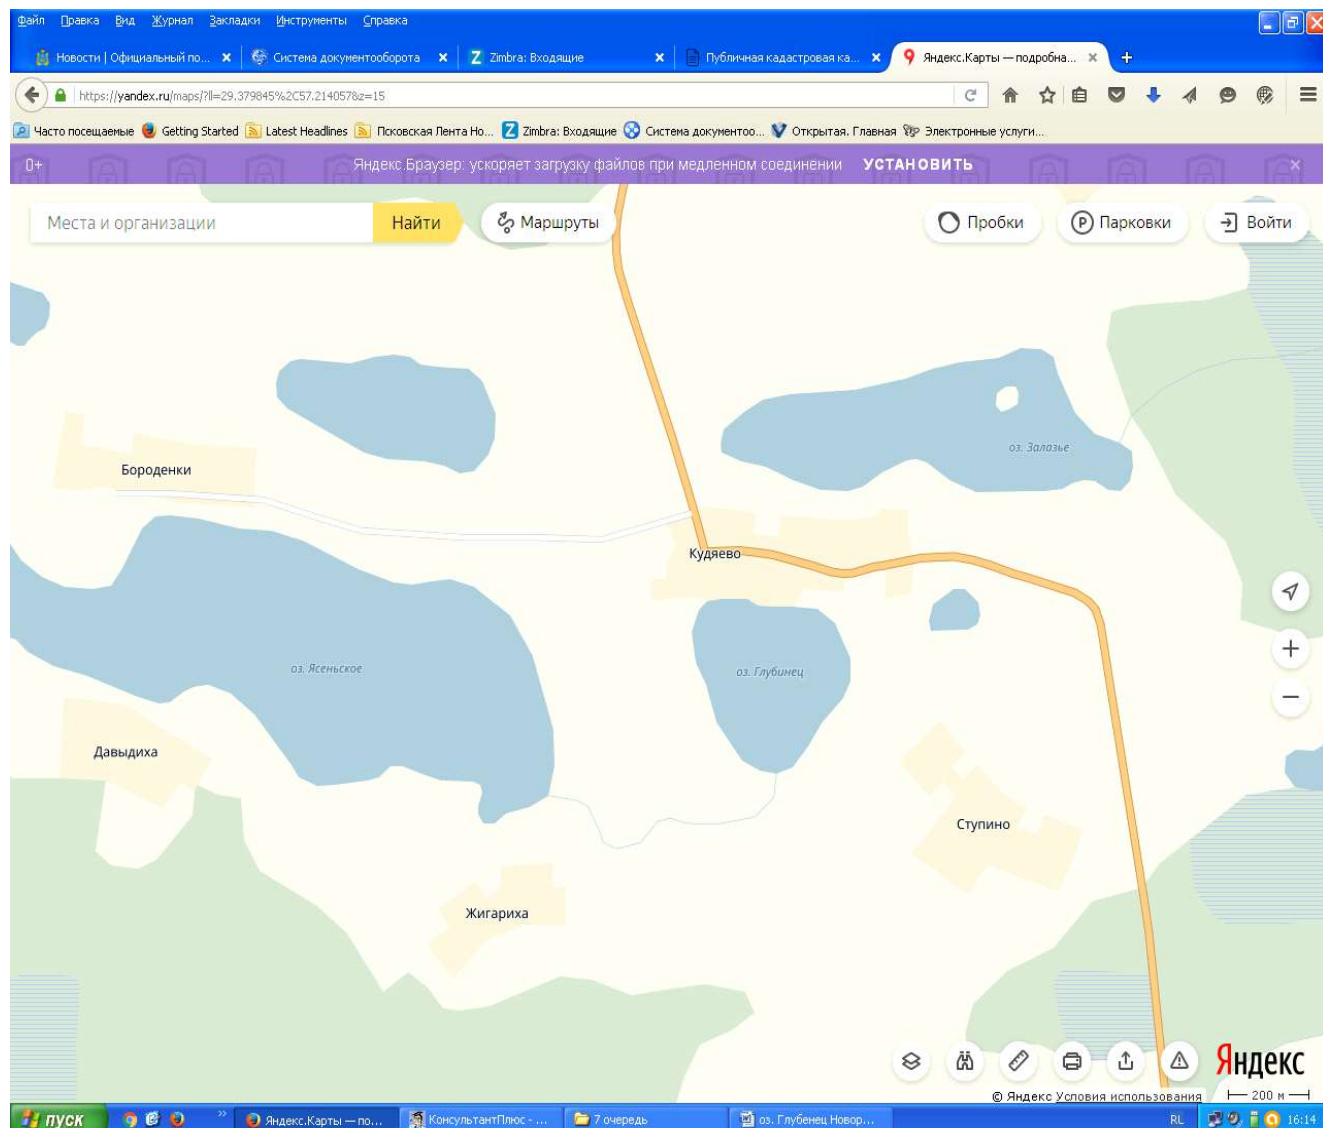 Файл Правка Вид Журнал Закладки Инструменты Справка
Новости | Официальный по... Система документооборота Zimbra: Входящие Публичная кадастровая ка... Яндекс.Карты — подробна...
https://yandex.ru/maps/?ll=29.379845%2C57.214057&z=15
Часто посещаемые Getting Started Latest Headlines Псковская Лента Но... Zimbra: Входящие Система документоо... Открытая. Главная Электронные услуги...
0+ Яндекс.Браузер: ускоряет загрузку файлов при медленном соединении УСТАНОВИТЬ
Места и организации Найти Маршруты Пробки Парковки Войти
оз. Залазье
Бороденки
Кудяево
оз. Ясеньское
оз. Глубинец
Давыдиха
Ступино
Жигариха
Яндекс
© Яндекс Условия использования 200 м
пуск Яндекс.Карты — по... КонсультантПлюс - ... 7 очередь оз. Глубенец Новор... RL 16:14